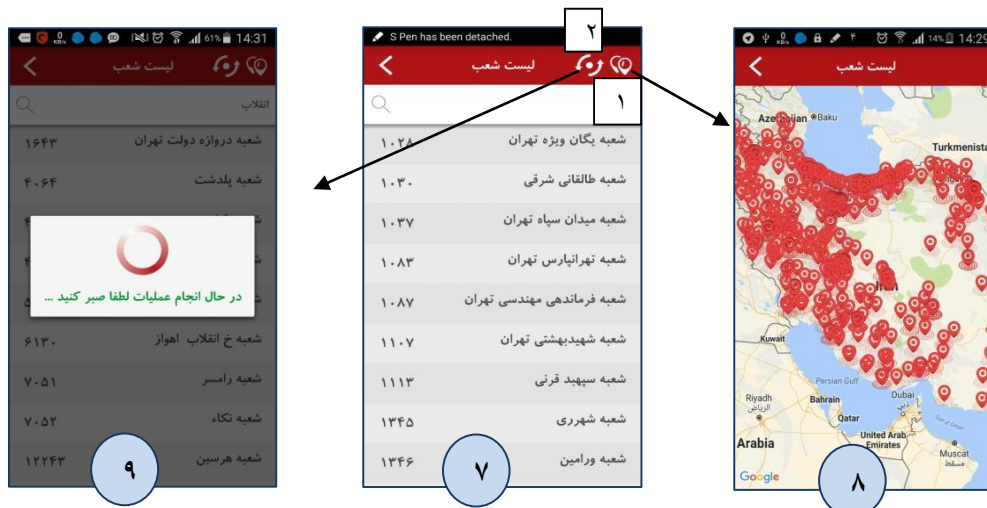 61% 14:31
لیست شعب
انقلاب
شعبه دروازه دولت تهران ۱۶۴۳
شعبه پلدشت ۴۰۶۴
در حال انجام عملیات لطفا صبر کنید ...
شعبه خ انقلاب اهواز ۶۱۳۰
شعبه رامسر ۷۰۵۱
شعبه نکاء ۷۰۵۲
شعبه هرسین ۱۲۲۴۳
۹
S Pen has been detached.
۲
لیست شعب
۱
شعبه یگان ویژه تهران ۱۰۲۸
شعبه طالقانی شرقی ۱۰۳۰
شعبه میدان سپاه تهران ۱۰۳۷
شعبه تهرانپارس تهران ۱۰۸۳
شعبه فرماندهی مهندسی تهران ۱۰۸۷
شعبه شهیدبهشتی تهران ۱۱۰۷
شعبه سپهبد قرنی ۱۱۱۳
شعبه شهرری ۱۳۴۵
شعبه ورامین ۱۳۴۶
۷
14% 14:29
لیست شعب
Baku
Turkmenista
Kuwait
Persian Gulf
Riyadh
الرياض
Bahrain
Dubai
دبي
Qatar
Gulf of Oman
United Arab
Emirates
Muscat
مسقط
Arabia
Google
۸